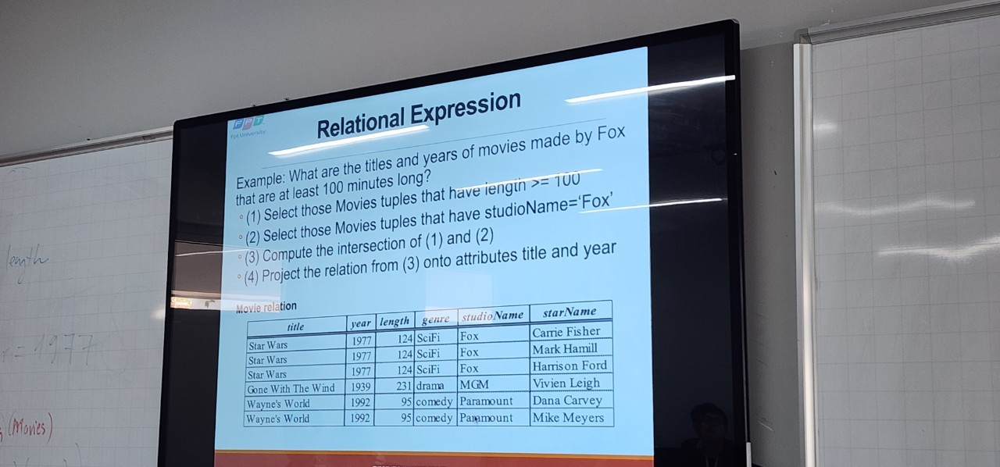 FPT
Fpt University
Relational Expression
Example: What are the titles and years of movies made by Fox
that are at least 100 minutes long?
◦ (1) Select those Movies tuples that have length >= 100
◦ (2) Select those Movies tuples that have studioName='Fox'
◦ (3) Compute the intersection of (1) and (2)
◦ (4) Project the relation from (3) onto attributes title and year
Movie relation
title year length genre studioName starName
Star Wars 1977 124 SciFi Fox Carrie Fisher
Star Wars 1977 124 SciFi Fox Mark Hamill
Star Wars 1977 124 SciFi Fox Harrison Ford
Gone With The Wind 1939 231 drama MGM Vivien Leigh
Wayne's World 1992 95 comedy Paramount Dana Carvey
Wayne's World 1992 95 comedy Paramount Mike Meyers
length
= 1977
(Movies)